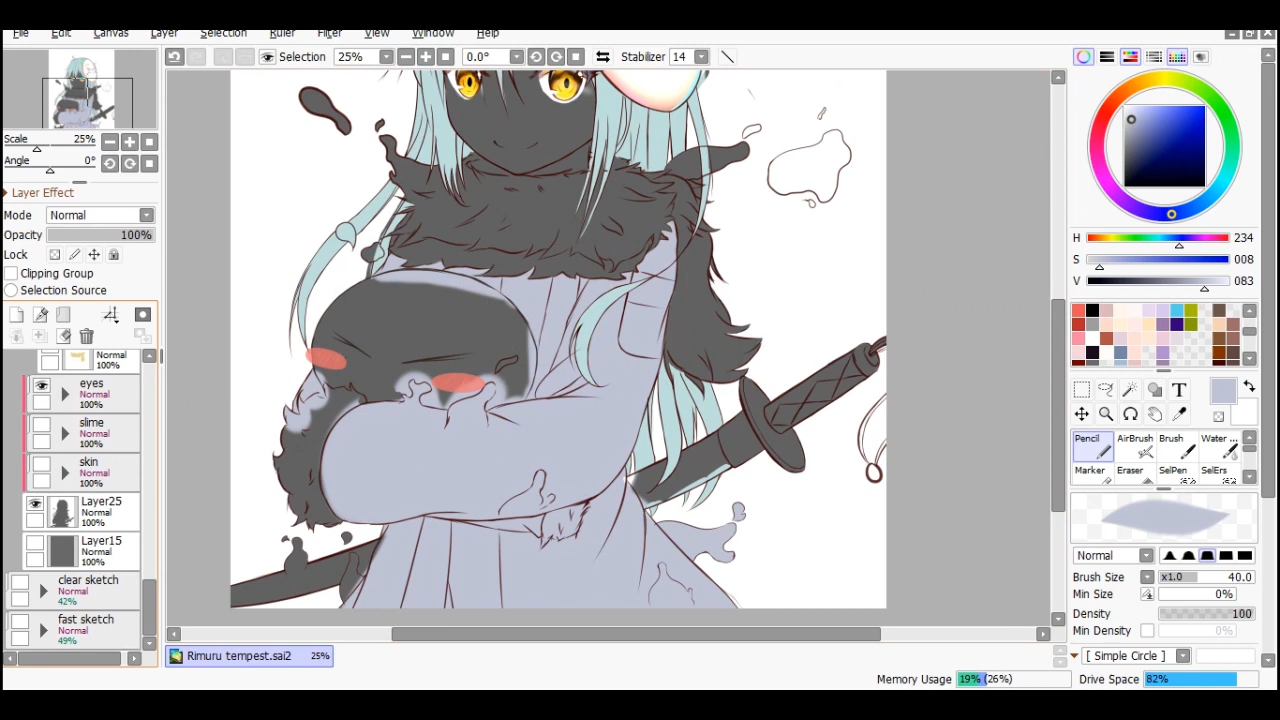 File Edit Canvas Layer Selection Ruler Filter View Window Help
Selection 25% 0.0° Stabilizer 14
Scale 25%
Angle 0°
Layer Effect
Mode Normal
Opacity 100%
Lock
Clipping Group
Selection Source
Normal
100%
eyes
Normal
100%
slime
Normal
100%
skin
Normal
100%
Layer25
Normal
100%
Layer15
Normal
100%
clear sketch
Normal
42%
fast sketch
Normal
49%
Rimuru tempest.sai2 25%
H 234
S 008
V 083
T
Pencil AirBrush Brush Water ...
Marker Eraser SelPen SelErs
Normal
Brush Size x1.0 40.0
Min Size 0%
Density 100
Min Density 0%
[ Simple Circle ]
Memory Usage 19% (26%) Drive Space 82%